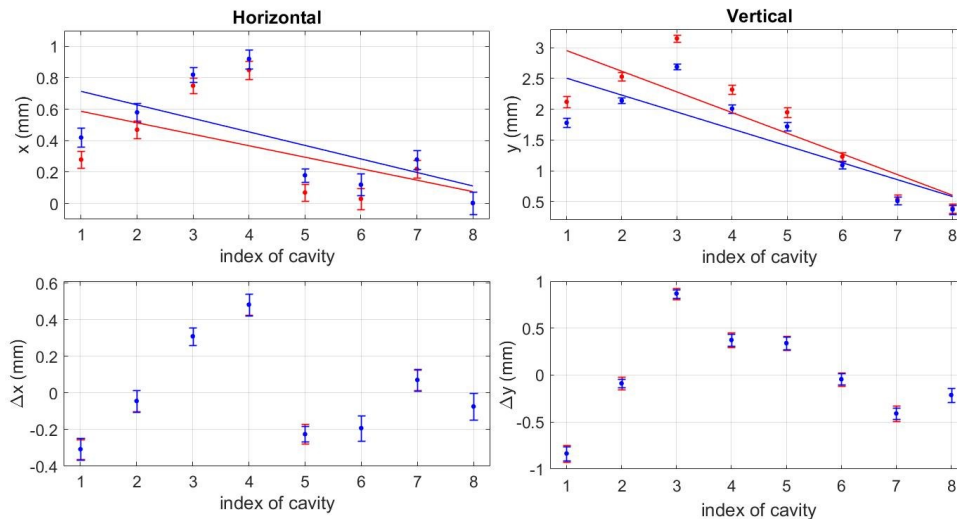 Horizontal
x (mm)
1
0.8
0.6
0.4
0.2
0
1 2 3 4 5 6 7 8
index of cavity
Vertical
y (mm)
3
2.5
2
1.5
1
0.5
1 2 3 4 5 6 7 8
index of cavity
Δx (mm)
0.6
0.4
0.2
0
-0.2
-0.4
1 2 3 4 5 6 7 8
index of cavity
Δy (mm)
1
0.5
0
-0.5
-1
1 2 3 4 5 6 7 8
index of cavity